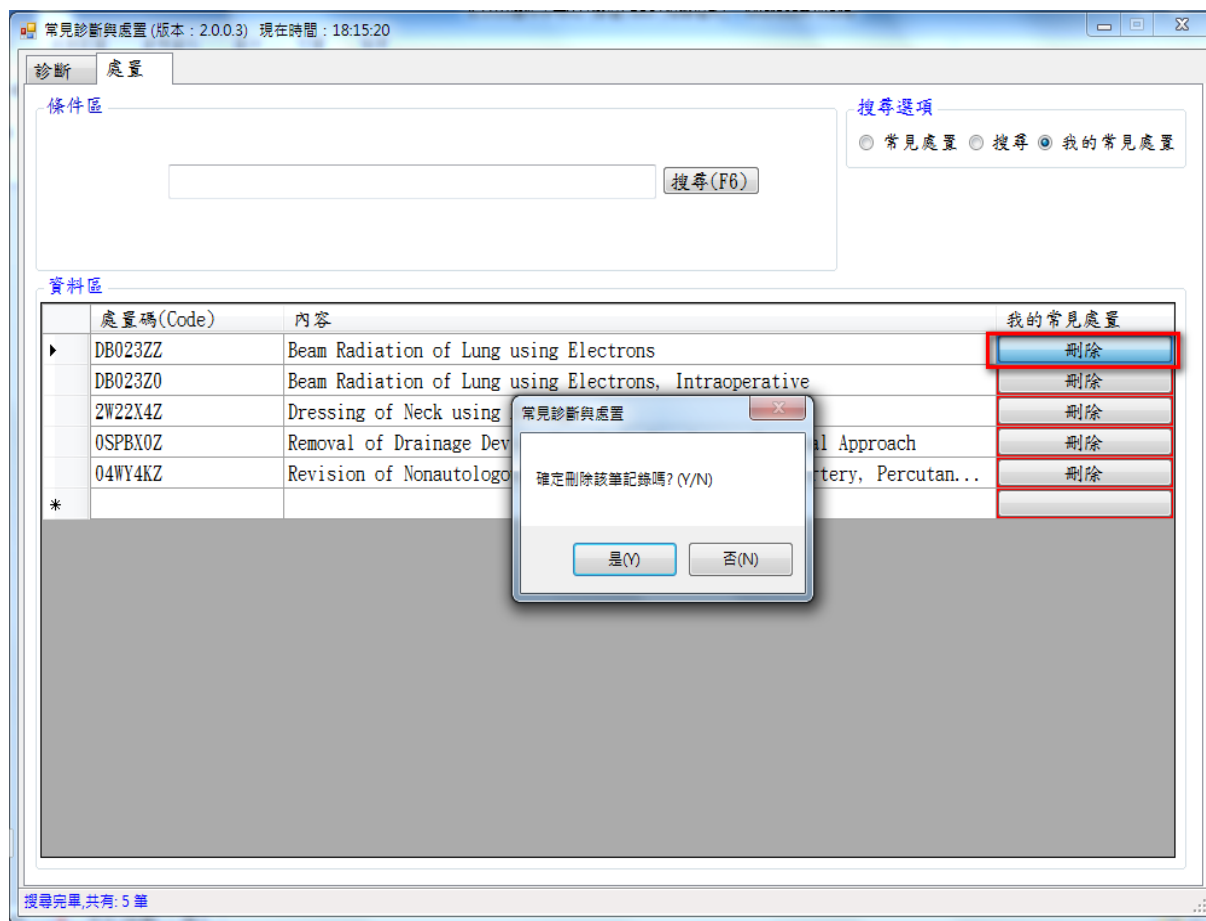 常見診斷與處置 (版本：2.0.0.3) 現在時間：18:15:20
診斷 處置
條件區
搜尋(F6)
搜尋選項
常見處置 搜尋 我的常見處置
資料區
處置碼(Code) 內容 我的常見處置
DB023ZZ Beam Radiation of Lung using Electrons 刪除
DB023Z0 Beam Radiation of Lung using Electrons, Intraoperative 刪除
2W22X4Z Dressing of Neck using 刪除
0SPBX0Z Removal of Drainage Dev al Approach 刪除
04WY4KZ Revision of Nonautologo tery, Percutan... 刪除
常見診斷與處置
確定刪除該筆記錄嗎? (Y/N)
是(Y) 否(N)
搜尋完畢,共有: 5 筆